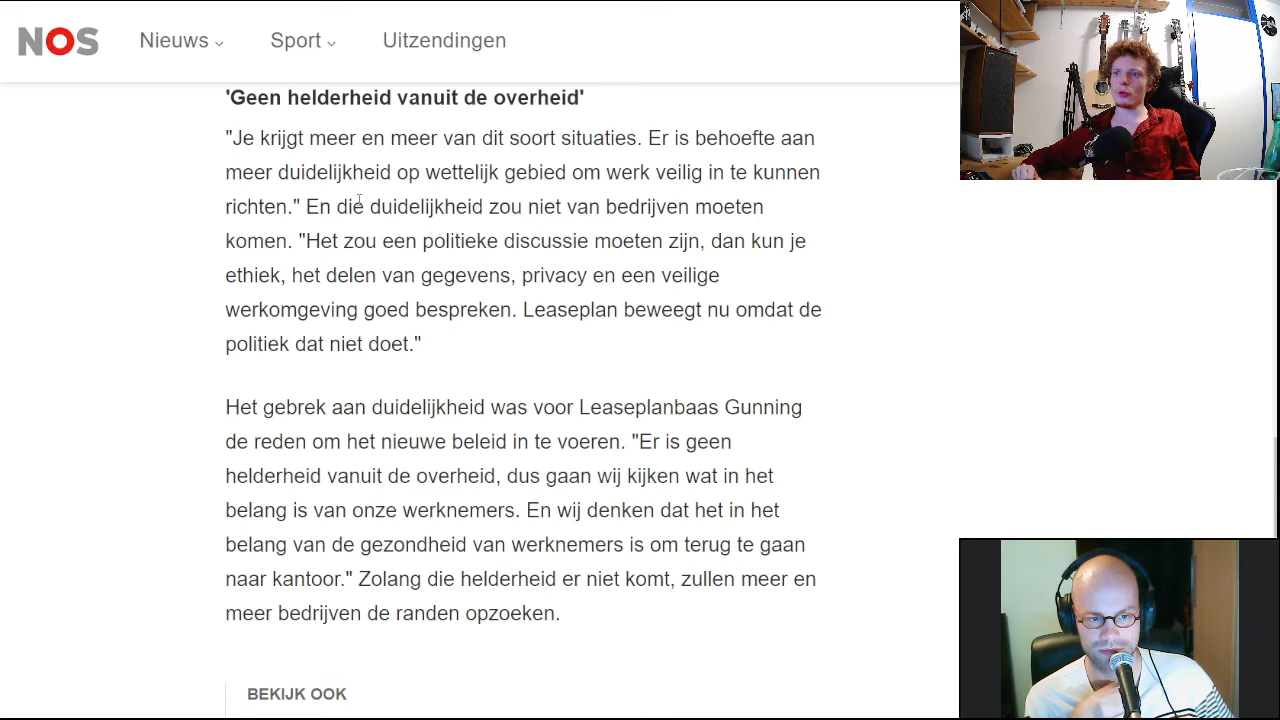 NOS
Nieuws
Sport
Uitzendingen
'Geen helderheid vanuit de overheid'
"Je krijgt meer en meer van dit soort situaties. Er is behoefte aan
meer duidelijkheid op wettelijk gebied om werk veilig in te kunnen
richten." En die duidelijkheid zou niet van bedrijven moeten
komen. "Het zou een politieke discussie moeten zijn, dan kun je
ethiek, het delen van gegevens, privacy en een veilige
werkomgeving goed bespreken. Leaseplan beweegt nu omdat de
politiek dat niet doet."
Het gebrek aan duidelijkheid was voor Leaseplanbaas Gunning
de reden om het nieuwe beleid in te voeren. "Er is geen
helderheid vanuit de overheid, dus gaan wij kijken wat in het
belang is van onze werknemers. En wij denken dat het in het
belang van de gezondheid van werknemers is om terug te gaan
naar kantoor." Zolang die helderheid er niet komt, zullen meer en
meer bedrijven de randen opzoeken.
BEKIJK OOK